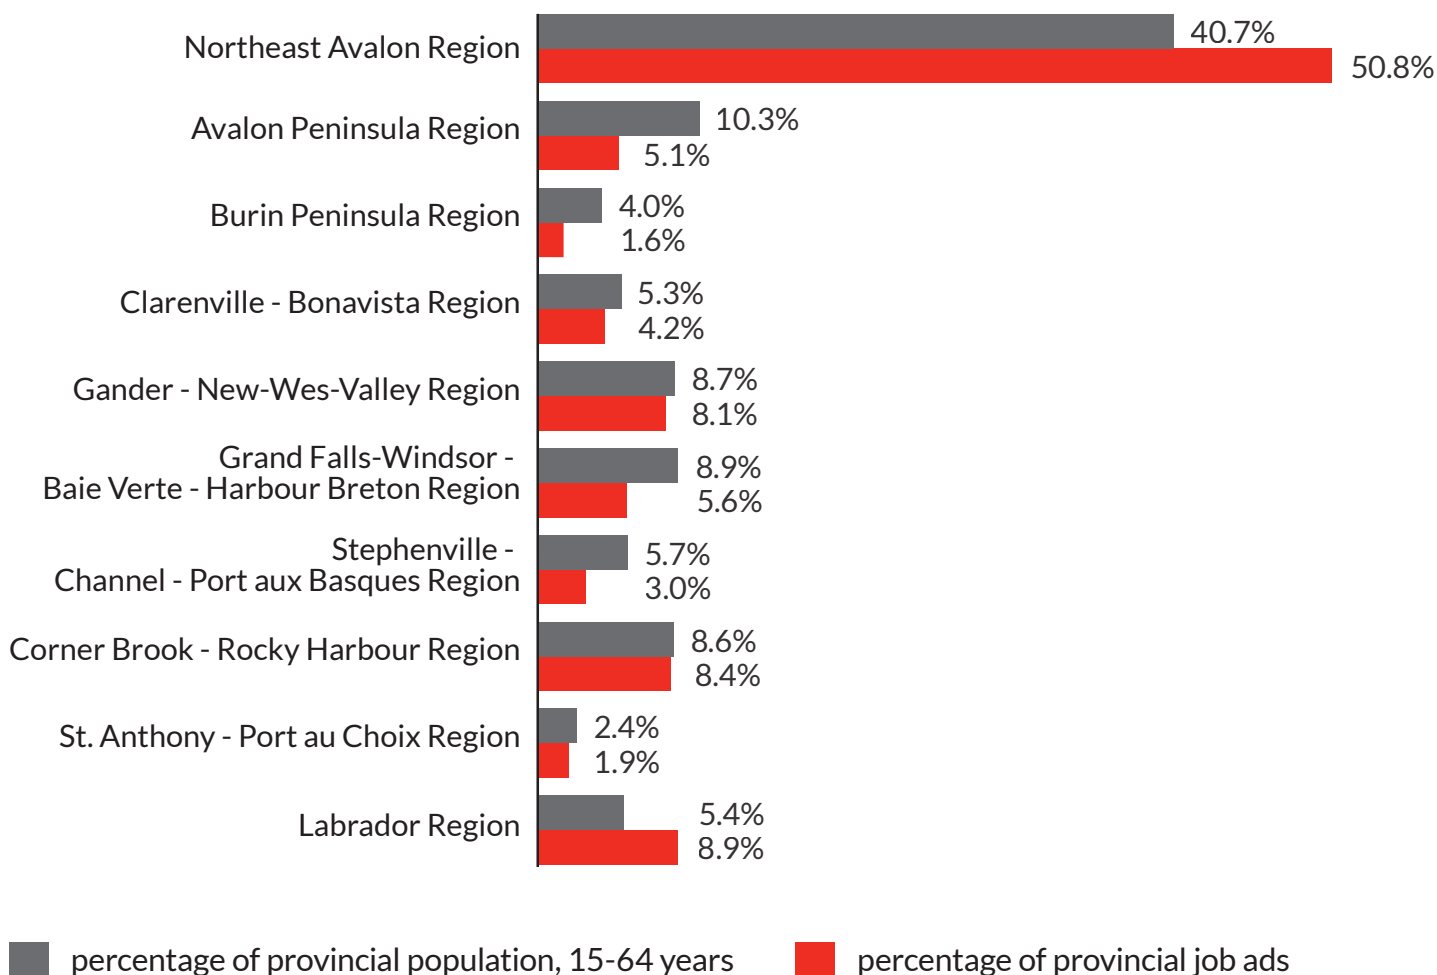 Northeast Avalon Region
40.7%
50.8%
Avalon Peninsula Region
10.3%
5.1%
Burin Peninsula Region
4.0%
1.6%
Clarenville - Bonavista Region
5.3%
4.2%
Gander - New-Wes-Valley Region
8.7%
8.1%
Grand Falls-Windsor -
Baie Verte - Harbour Breton Region
8.9%
5.6%
Stephenville -
Channel - Port aux Basques Region
5.7%
3.0%
Corner Brook - Rocky Harbour Region
8.6%
8.4%
St. Anthony - Port au Choix Region
2.4%
1.9%
Labrador Region
5.4%
8.9%
percentage of provincial population, 15-64 years
percentage of provincial job ads